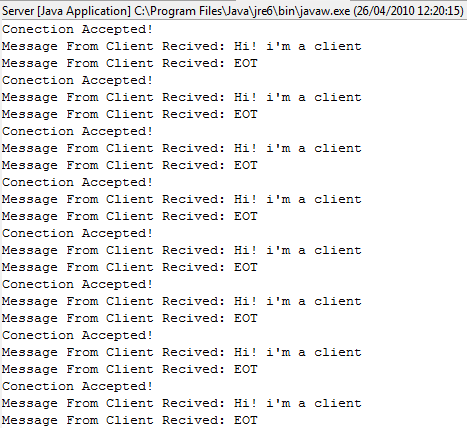 Server [Java Application] C:\Program Files\Java\jre6\bin\javaw.exe (26/04/2010 12:20:15)
Conection Accepted!
Message From Client Recived: Hi! i'm a client
Message From Client Recived: EOT
Conection Accepted!
Message From Client Recived: Hi! i'm a client
Message From Client Recived: EOT
Conection Accepted!
Message From Client Recived: Hi! i'm a client
Message From Client Recived: EOT
Conection Accepted!
Message From Client Recived: Hi! i'm a client
Message From Client Recived: EOT
Conection Accepted!
Message From Client Recived: Hi! i'm a client
Message From Client Recived: EOT
Conection Accepted!
Message From Client Recived: Hi! i'm a client
Message From Client Recived: EOT
Conection Accepted!
Message From Client Recived: Hi! i'm a client
Message From Client Recived: EOT
Conection Accepted!
Message From Client Recived: Hi! i'm a client
Message From Client Recived: EOT